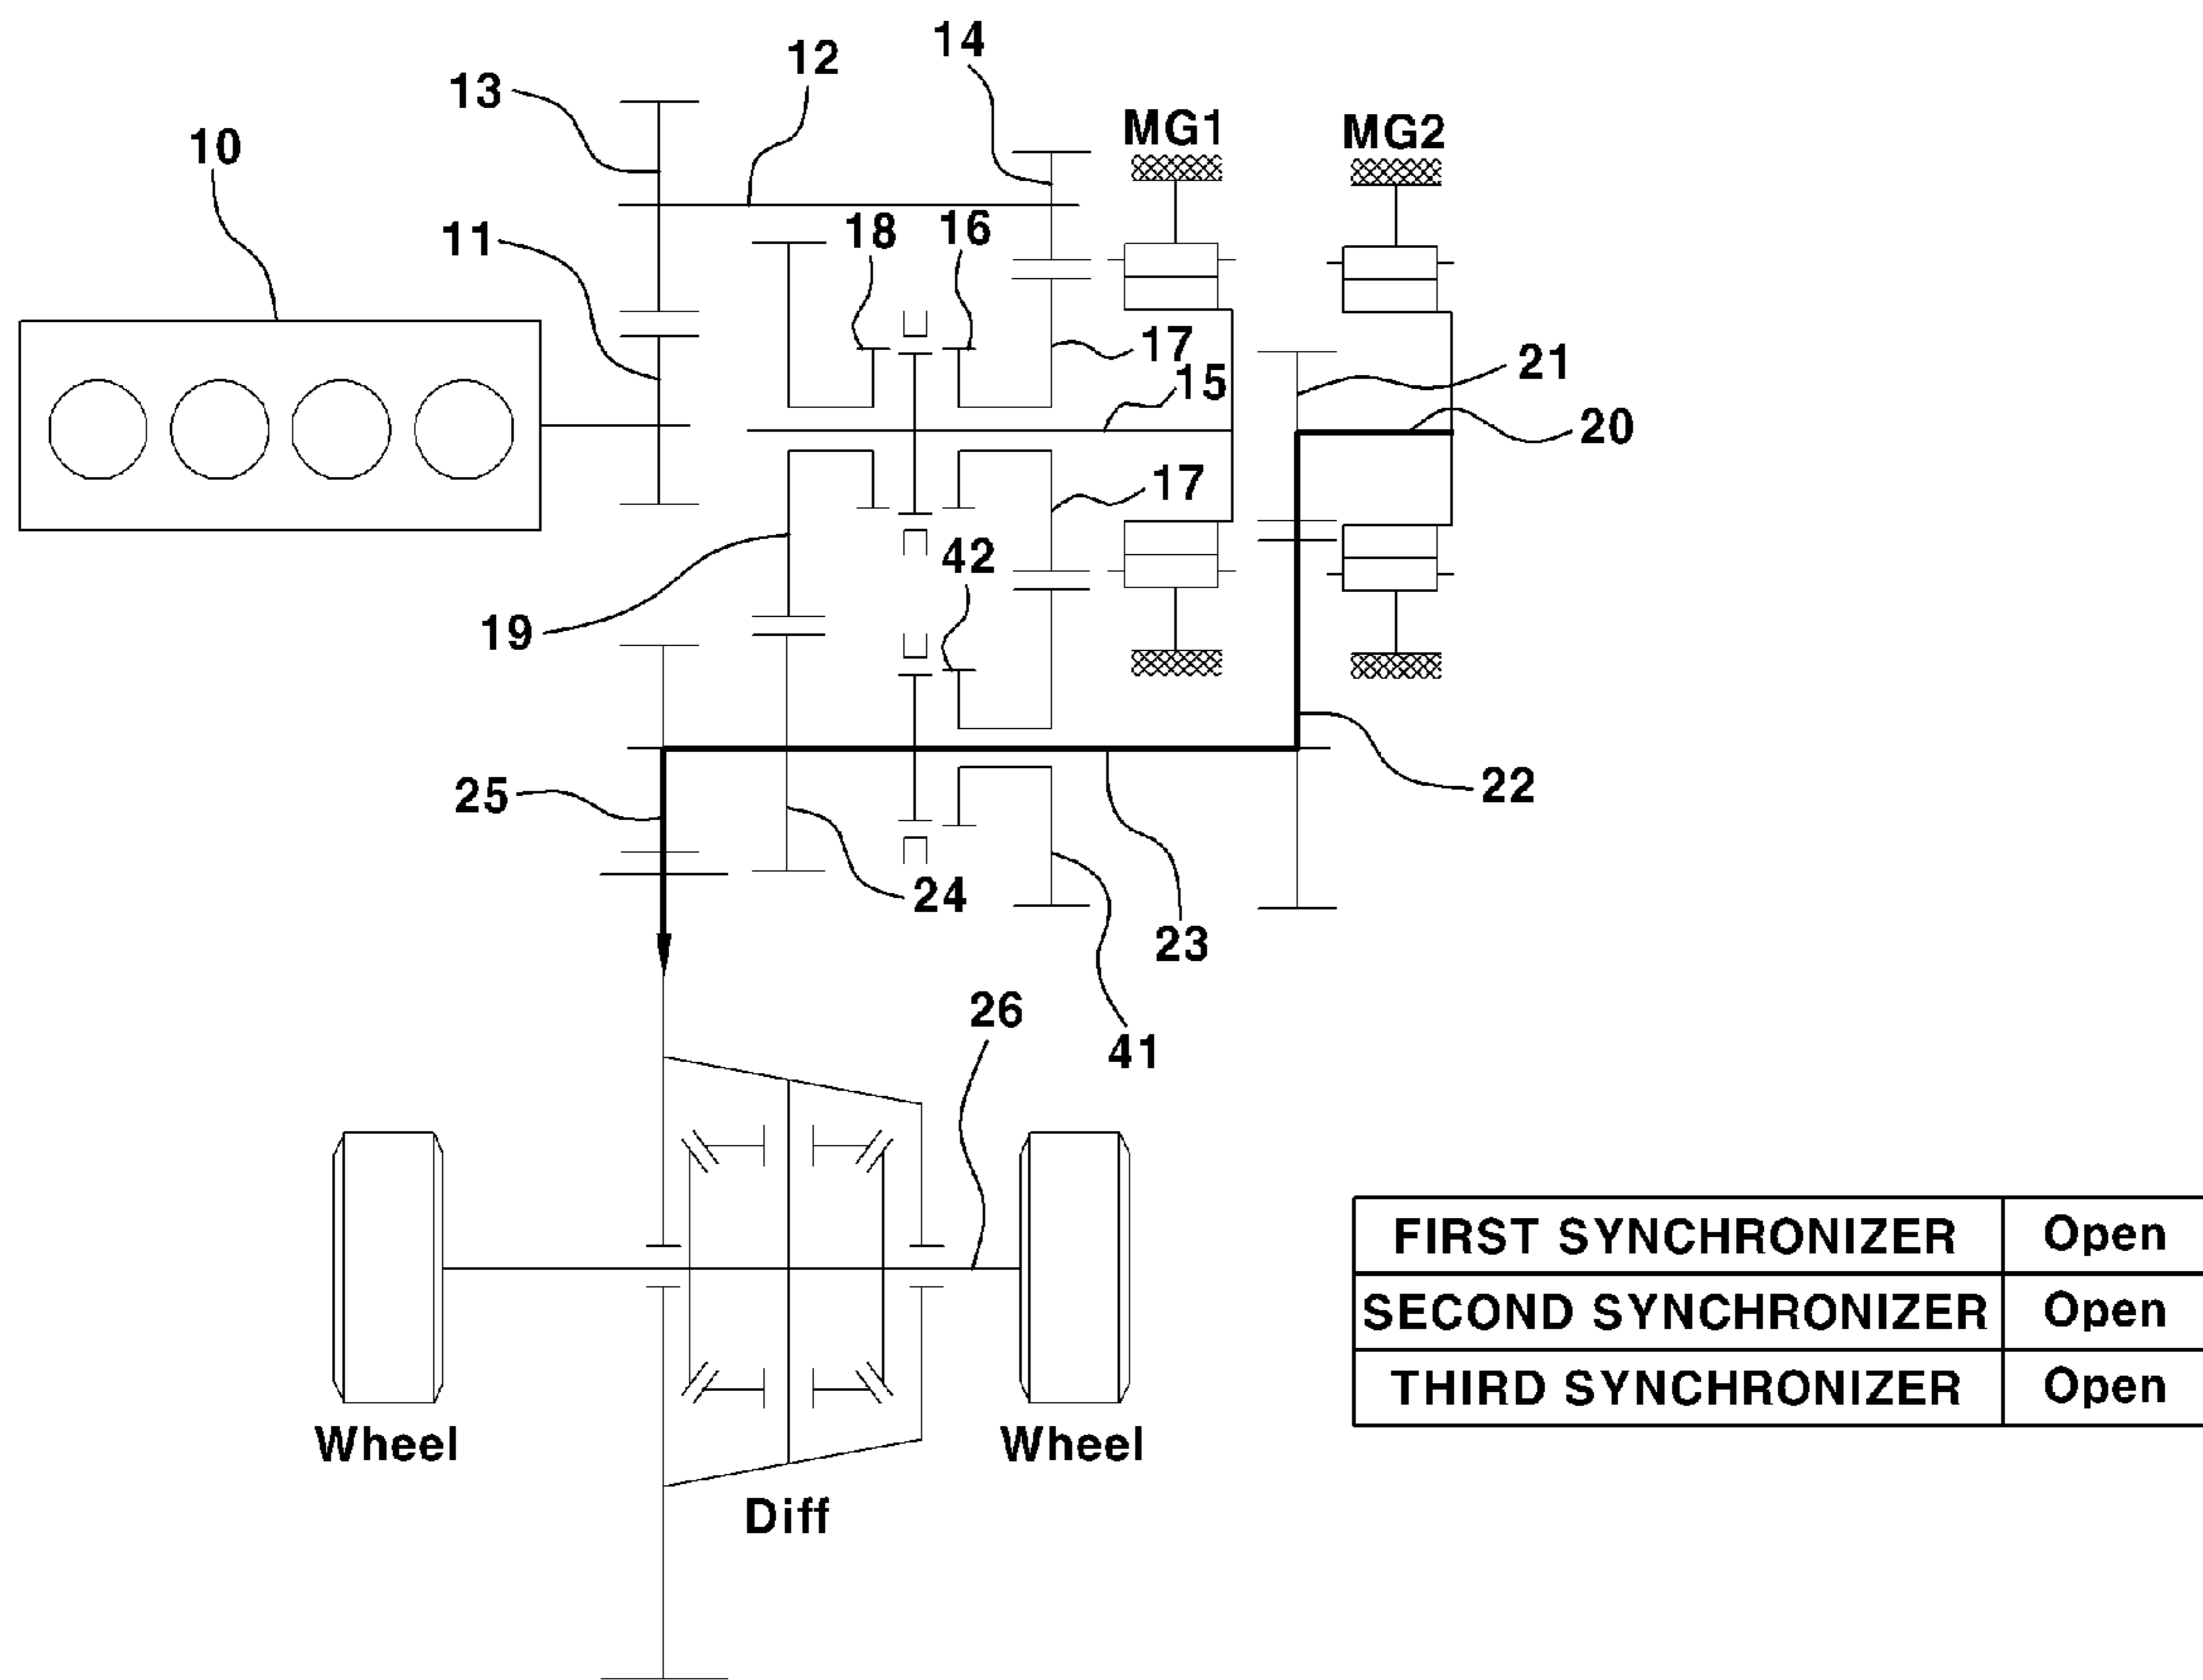 14
12
13
MG1
MG2
10
18
16
11
17
15
21
20
17
42
19
25
22
24
23
26
41
FIRST SYNCHRONIZER Open
SECOND SYNCHRONIZER Open
THIRD SYNCHRONIZER Open
Wheel
Wheel
Diff